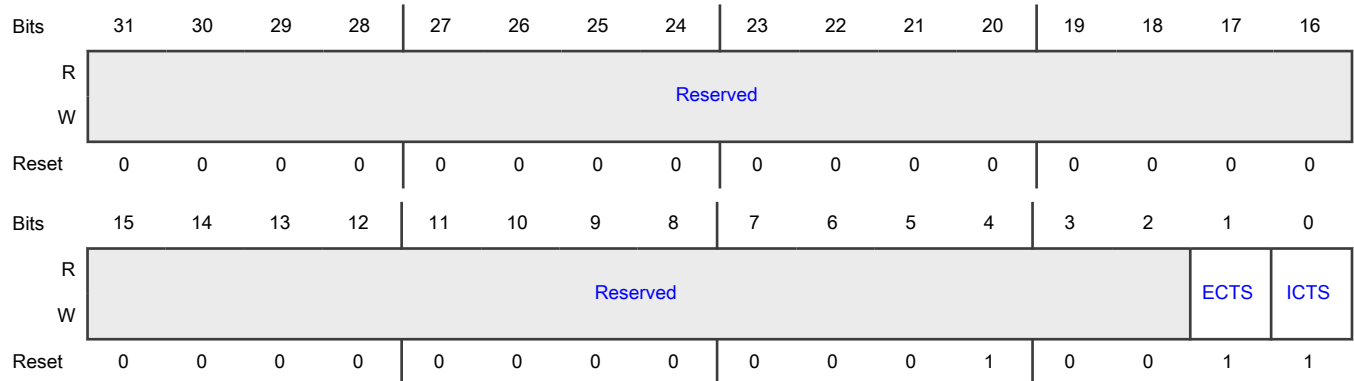 Bits 31 30 29 28 27 26 25 24 23 22 21 20 19 18 17 16
R
Reserved
W
Reset 0 0 0 0 0 0 0 0 0 0 0 0 0 0 0 0
Bits 15 14 13 12 11 10 9 8 7 6 5 4 3 2 1 0
R
Reserved ECTS ICTS
W
Reset 0 0 0 0 0 0 0 0 0 0 0 1 0 0 1 1